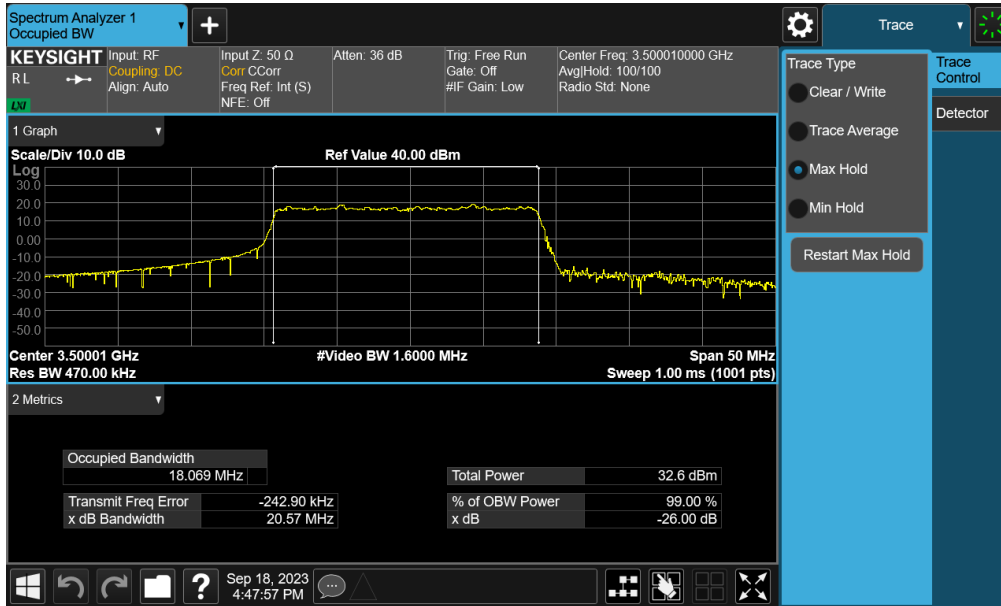 Spectrum Analyzer 1
Occupied BW
+
Trace
KEYSIGHT
R L
LXI
Input: RF
Coupling: DC
Align: Auto
Input Z: 50 Ω
Corr CCorr
Freq Ref: Int (S)
NFE: Off
Atten: 36 dB
Trig: Free Run
Gate: Off
#IF Gain: Low
Center Freq: 3.500010000 GHz
Avg|Hold: 100/100
Radio Std: None
1 Graph
Scale/Div 10.0 dB
Ref Value 40.00 dBm
Log
30.0
20.0
10.0
0.00
-10.0
-20.0
-30.0
-40.0
-50.0
Center 3.50001 GHz
#Video BW 1.6000 MHz
Span 50 MHz
Res BW 470.00 kHz
Sweep 1.00 ms (1001 pts)
2 Metrics
Occupied Bandwidth
18.069 MHz
Transmit Freq Error -242.90 kHz
x dB Bandwidth 20.57 MHz
Total Power 32.6 dBm
% of OBW Power 99.00 %
x dB -26.00 dB
Trace Type
Clear / Write
Trace Average
Max Hold
Min Hold
Restart Max Hold
Trace
Control
Detector
?
Sep 18, 2023
4:47:57 PM